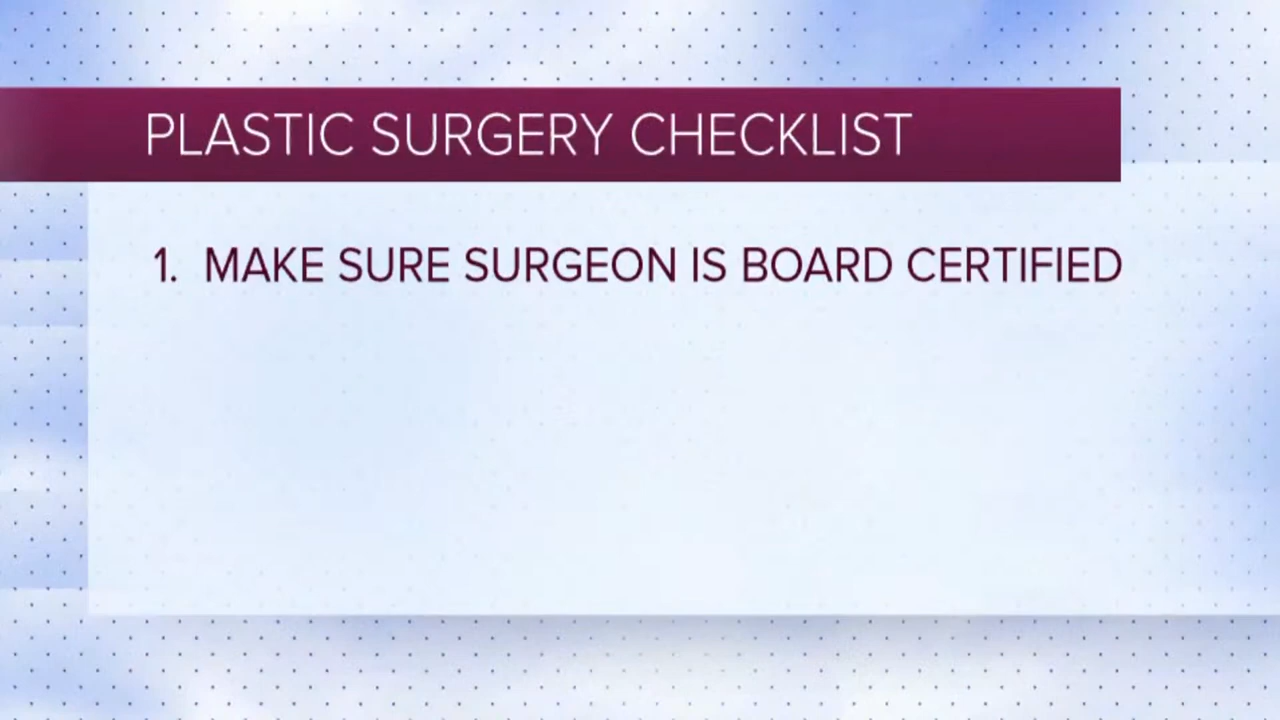 PLASTIC SURGERY CHECKLIST
1. MAKE SURE SURGEON IS BOARD CERTIFIED